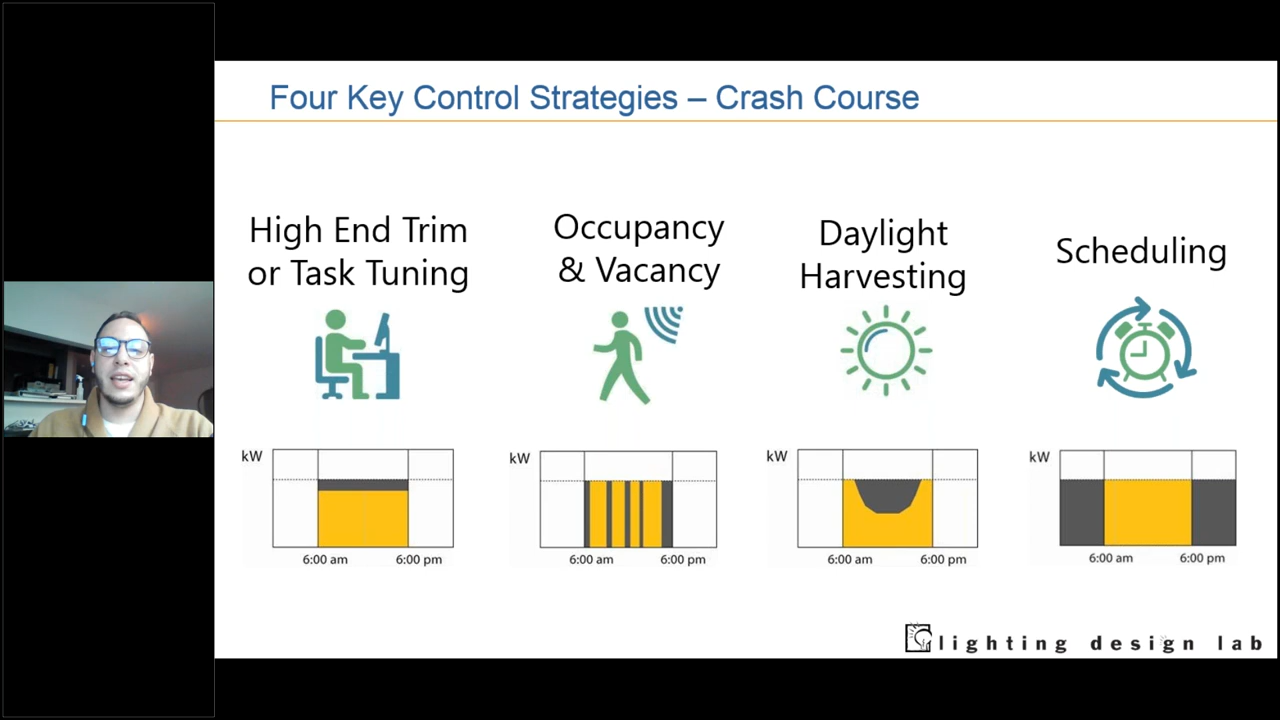 Four Key Control Strategies – Crash Course
High End Trim
or Task Tuning
Occupancy
& Vacancy
Daylight
Harvesting
Scheduling
kW
6:00 am
6:00 pm
kW
6:00 am
6:00 pm
kW
6:00 am
6:00 pm
kW
6:00 am
6:00 pm
lighting design lab